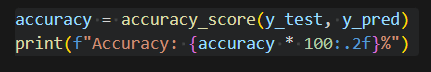 accuracy = accuracy_score(y_test, y_pred)
print(f"Accuracy: {accuracy * 100:.2f}%")